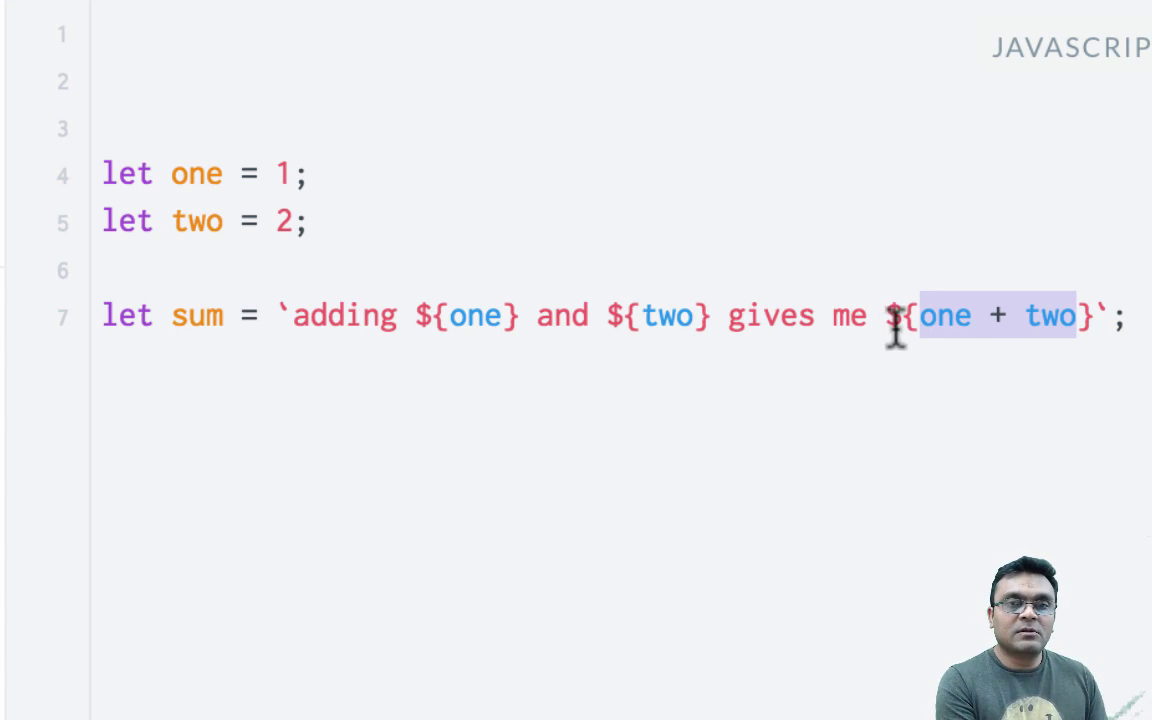 JAVASCRIP
1
2
3
4 let one = 1;
5 let two = 2;
6
7 let sum = `adding ${one} and ${two} gives me ${one + two}`;